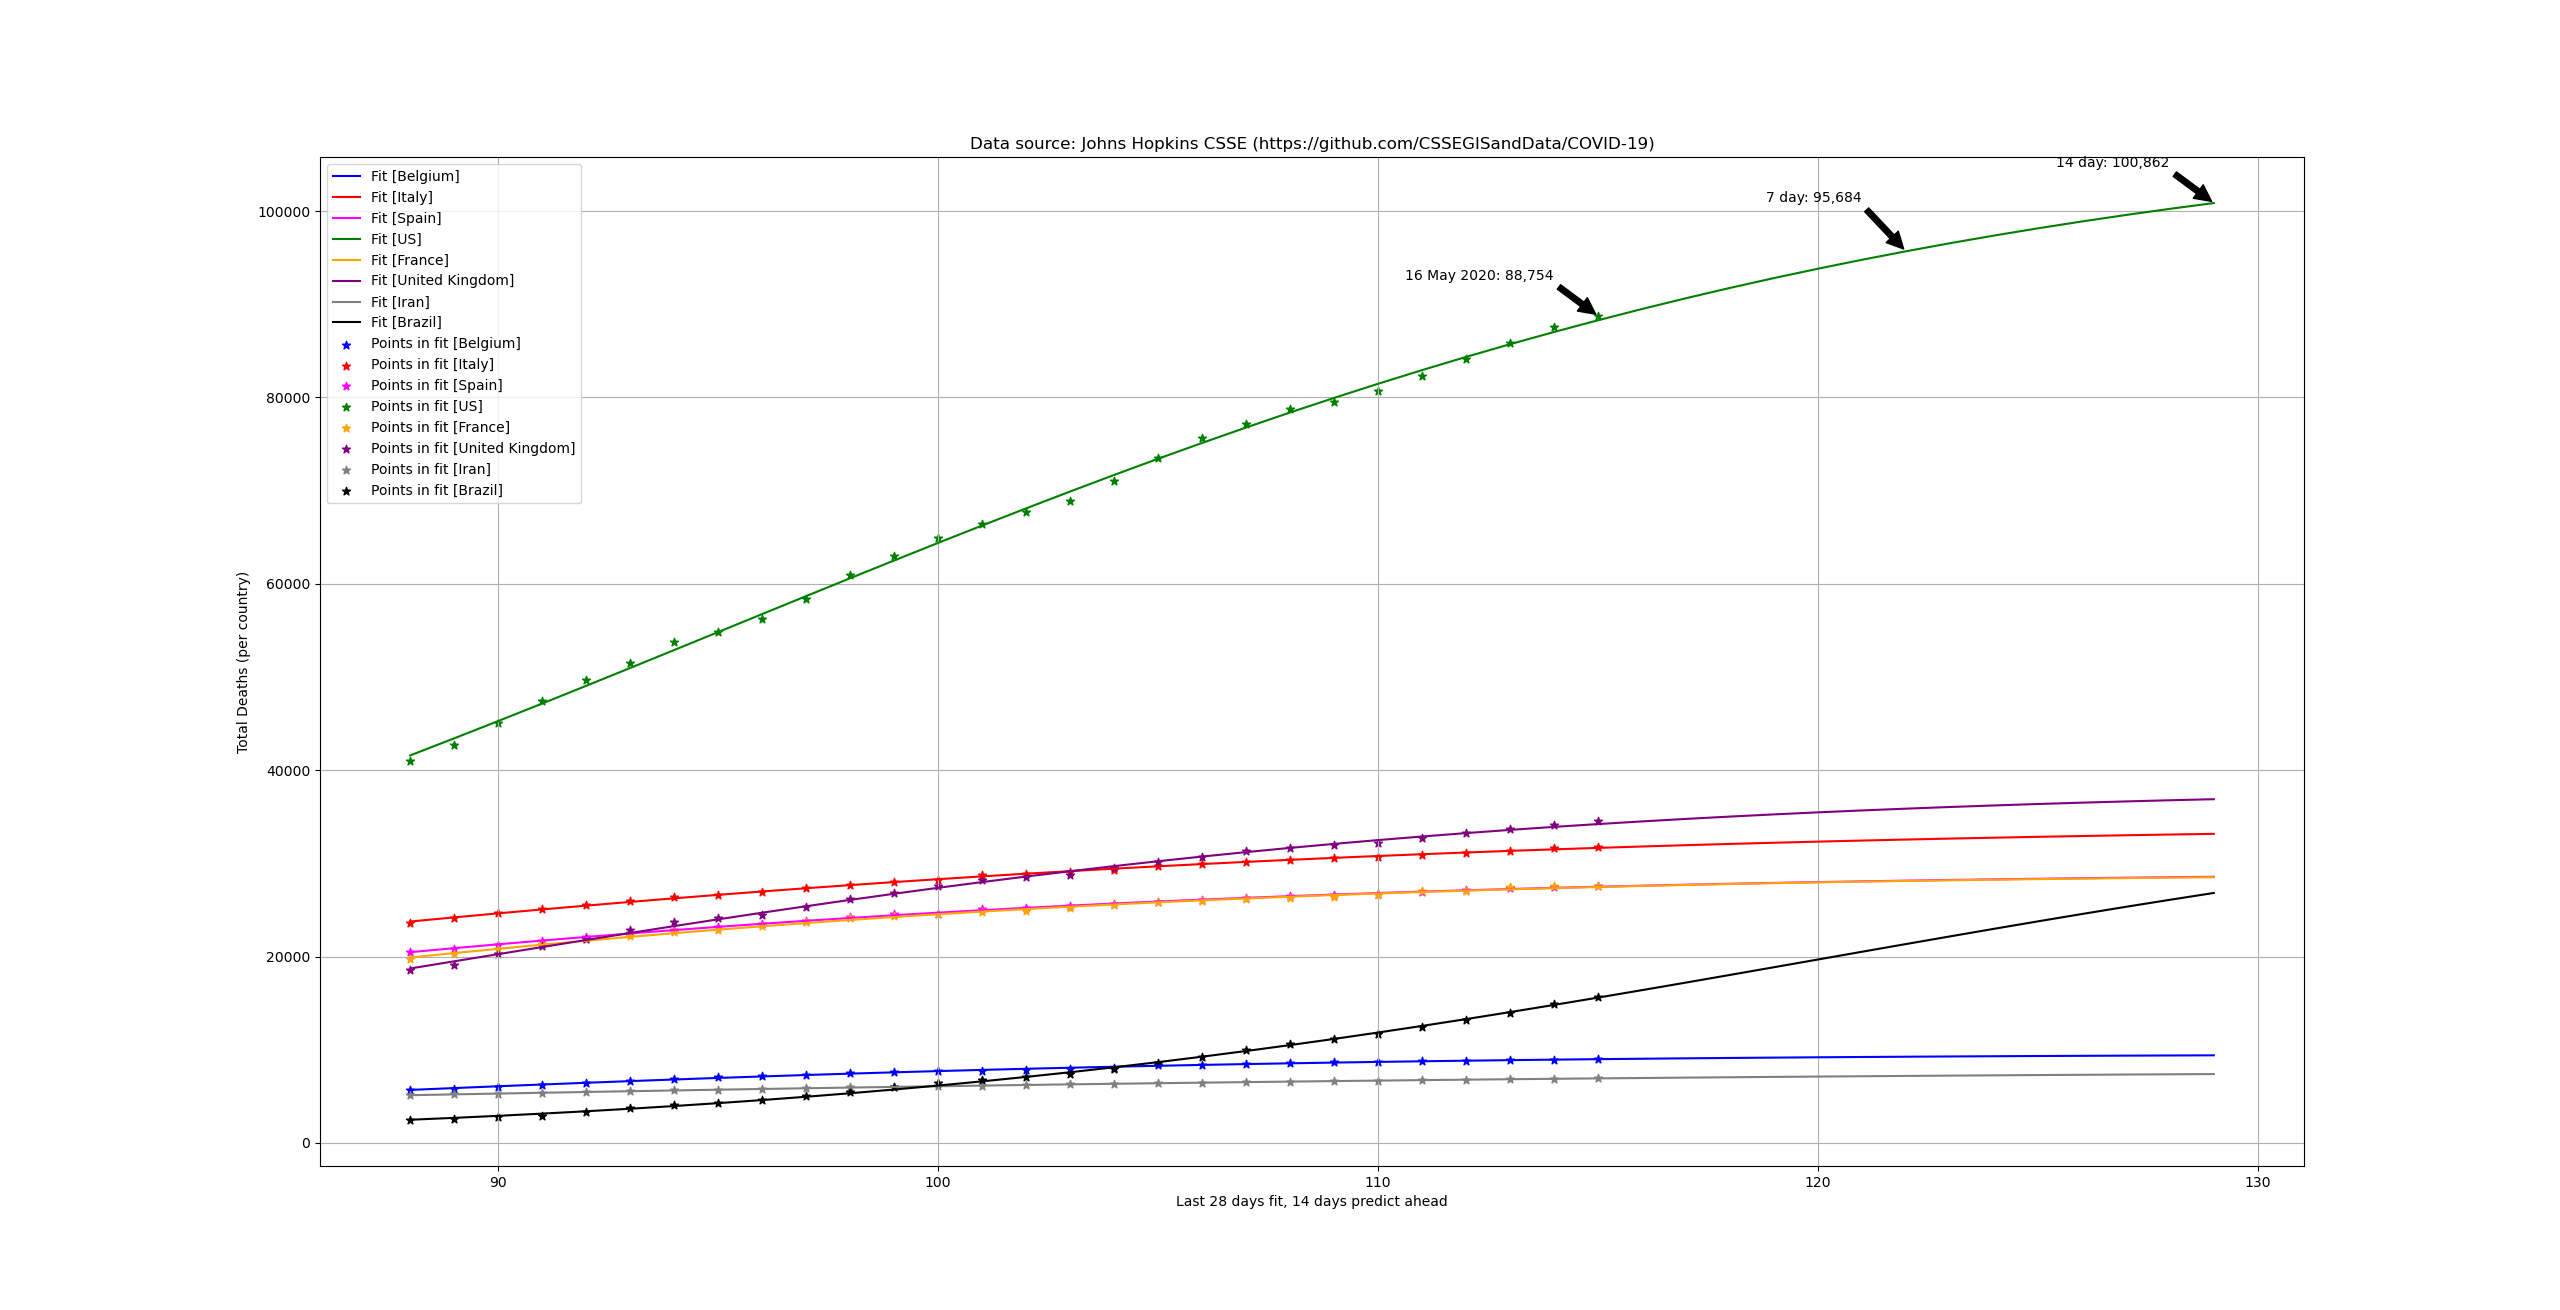 Data source: Johns Hopkins CSSE (https://github.com/CSSEGISandData/COVID-19)
Fit [Belgium]
Fit [Italy]
Fit [Spain]
Fit [US]
Fit [France]
Fit [United Kingdom]
Fit [Iran]
Fit [Brazil]
Points in fit [Belgium]
Points in fit [Italy]
Points in fit [Spain]
Points in fit [US]
Points in fit [France]
Points in fit [United Kingdom]
Points in fit [Iran]
Points in fit [Brazil]
14 day: 100,862
7 day: 95,684
16 May 2020: 88,754
Total Deaths (per country)
100000
80000
60000
40000
20000
0
90 100 110 120 130
Last 28 days fit, 14 days predict ahead